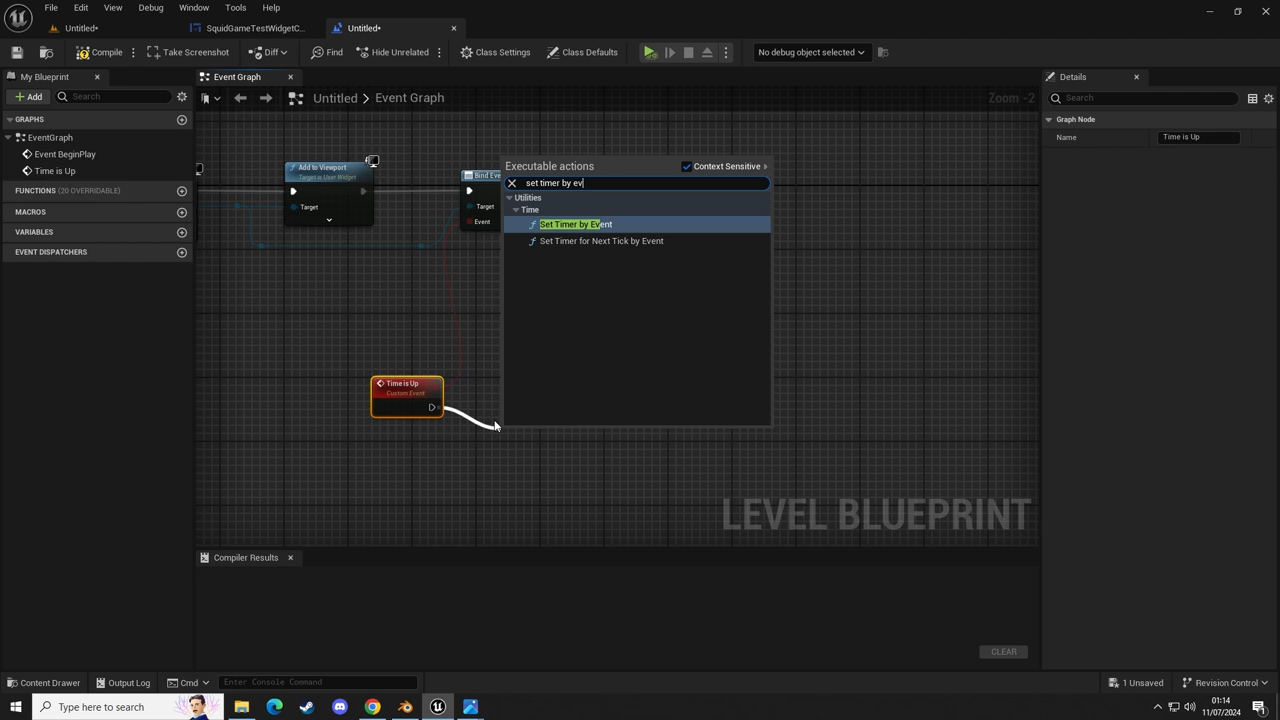 File Edit View Debug Window Tools Help
Untitled* SquidGameTestWidgetC... Untitled*
Compile Take Screenshot Diff Find Hide Unrelated Class Settings Class Defaults No debug object selected
My Blueprint Event Graph Details
Add Search Untitled > Event Graph Zoom -2 Search
GRAPHS Graph Node
EventGraph Name Time is Up
Event BeginPlay
Time is Up
FUNCTIONS (20 OVERRIDABLE)
MACROS
VARIABLES
EVENT DISPATCHERS
Add to Viewport
Target is User Widget
Target
Bind Eve
Target
Event
Executable actions Context Sensitive
set timer by ev
Utilities
Time
Set Timer by Event
Set Timer for Next Tick by Event
Time is Up
Custom Event
LEVEL BLUEPRINT
Compiler Results
CLEAR
Content Drawer Output Log Cmd Enter Console Command 1 Unsaved Revision Control
Type here to search 01:14
11/07/2024